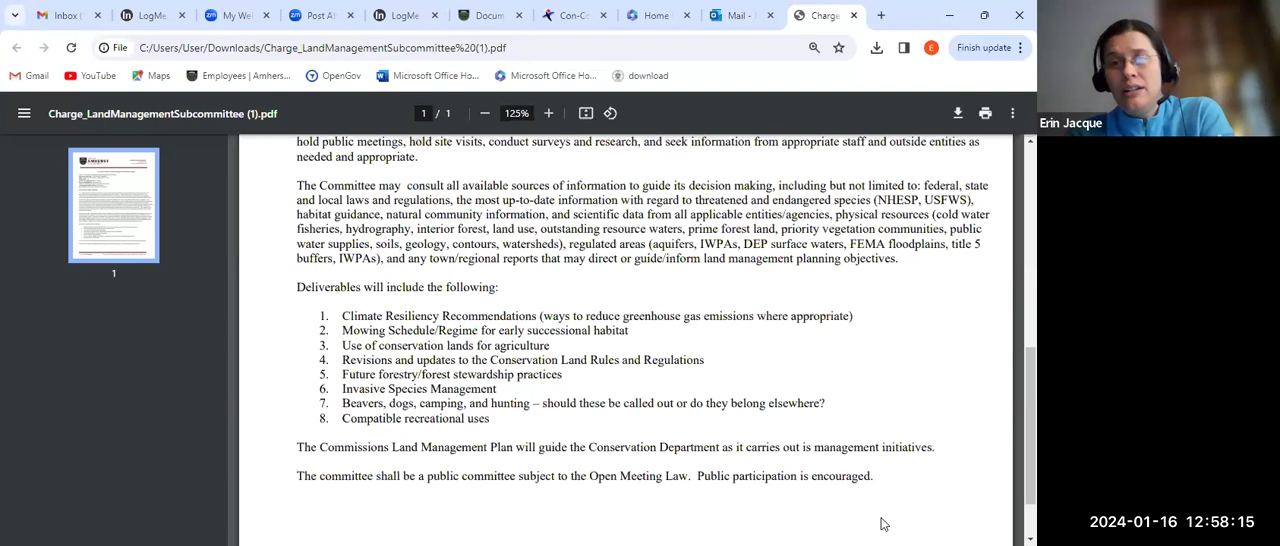 Inbox (
LogMe
My Wel
Post At
LogMe
Docum
Con-Co
Home
Mail -
Charge
File
C:/Users/User/Downloads/Charge_LandManagementSubcommittee%20(1).pdf
E
Finish update
Gmail
YouTube
Maps
Employees | Amhers...
OpenGov
Microsoft Office Ho...
Microsoft Office Ho...
download
Charge_LandManagementSubcommittee (1).pdf
1 / 1
125%
Erin Jacque
1
hold public meetings, hold site visits, conduct surveys and research, and seek information from appropriate staff and outside entities as
needed and appropriate.
The Committee may consult all available forms of information to guide its decision making, including but not limited to: federal, state
and local laws and regulations, the most up-to-date information with regard to threatened and endangered species (NHESP, USFWS),
habitat guidelines, natural community information, and scientific data from all applicable entities/agencies, physical resources (cold water
fisheries, hydrography, interior forest, land use, outstanding resource waters, prime forest land, priority vegetation communities, public
water supplies, soils, geology, contours, watersheds), regulated areas (aquifers, IWPAs, DEP surface waters, FEMA floodplains, title 5
buffers, IWPAs), and any town/regional reports that may direct or guide/inform land management planning objectives.
Deliverables will include the following:
1. Climate Resiliency Recommendations (ways to reduce greenhouse gas emissions where appropriate)
2. Mowing Schedule/Regime for early successional habitat
3. Use of conservation lands for agriculture
4. Revisions and updates to the Conservation Land Rules and Regulations
5. Future forestry/forest stewardship practices
6. Invasive Species Management
7. Beavers, dogs, camping, and hunting – should these be called out or do they belong elsewhere?
8. Compatible recreational uses
The Commissions Land Management Plan will guide the Conservation Department as it carries out is management initiatives.
The committee shall be a public committee subject to the Open Meeting Law. Public participation is encouraged.
2024-01-16 12:58:15